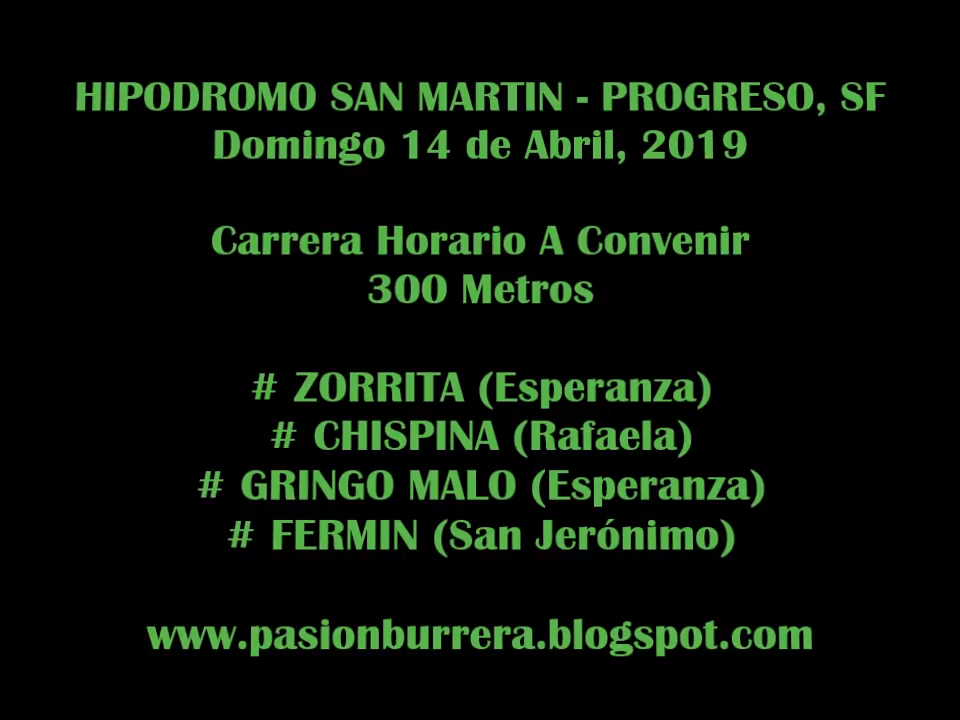 HIPODROMO SAN MARTIN - PROGRESO, SF
Domingo 14 de Abril, 2019
Carrera Horario A Convenir
300 Metros
# ZORRITA (Esperanza)
# CHISPINA (Rafaela)
# GRINGO MALO (Esperanza)
# FERMIN (San Jerónimo)
www.pasionburrera.blogspot.com